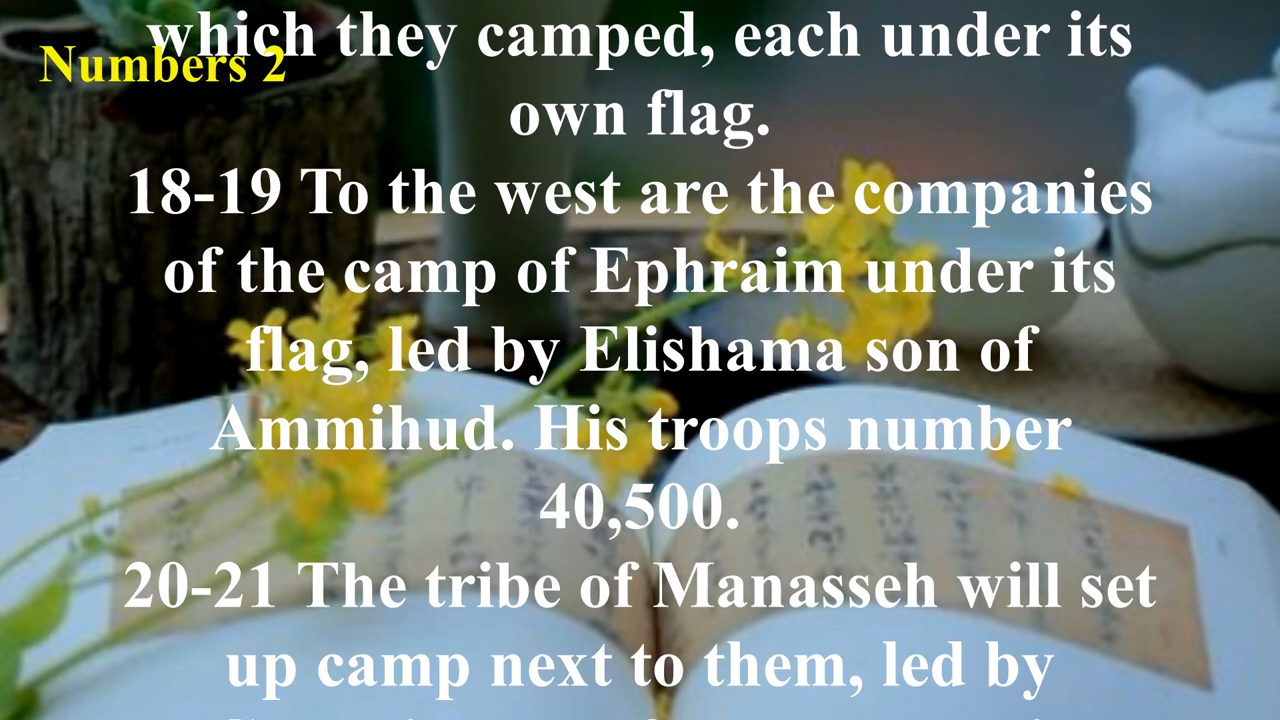 which they camped, each under its
Numbers 2
own flag.
18-19 To the west are the companies
of the camp of Ephraim under its
flag, led by Elishama son of
Ammihud. His troops number
40,500.
20-21 The tribe of Manasseh will set
up camp next to them, led by